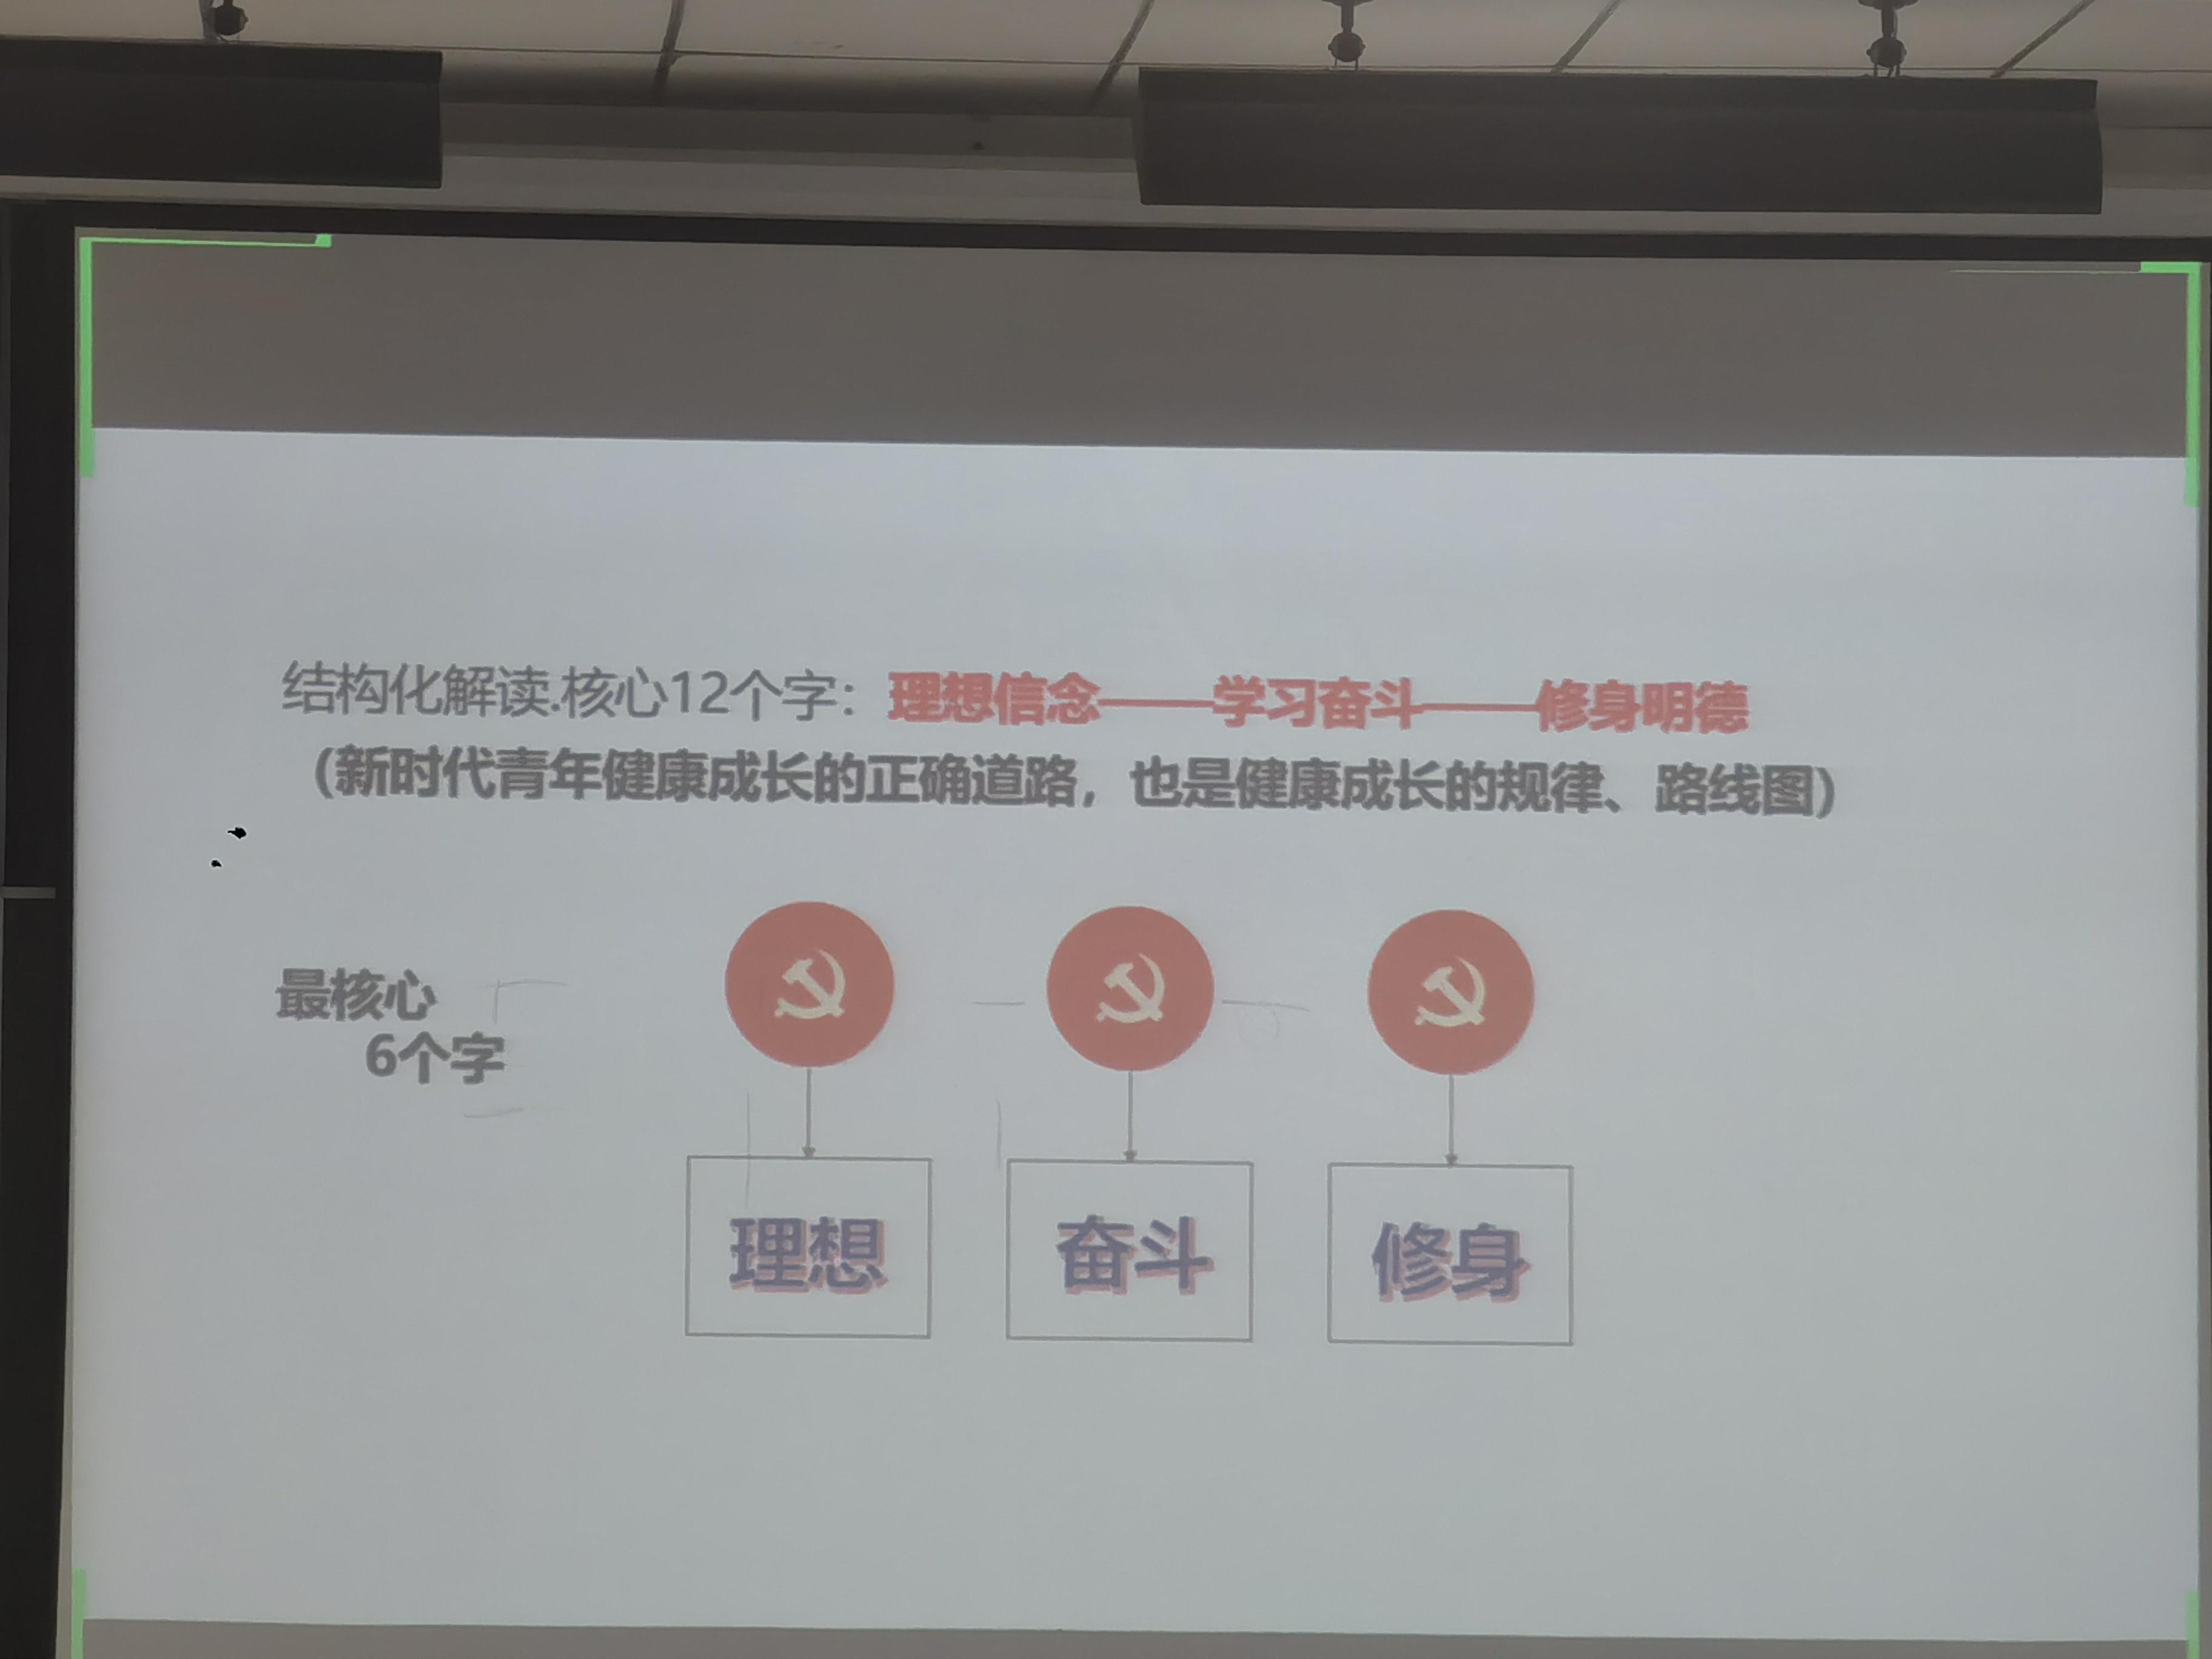 结构化解读.核心12个字：理想信念——学习奋斗——修身明德
（新时代青年健康成长的正确道路，也是健康成长的规律、路线图）
最核心
6个字
理想
奋斗
修身